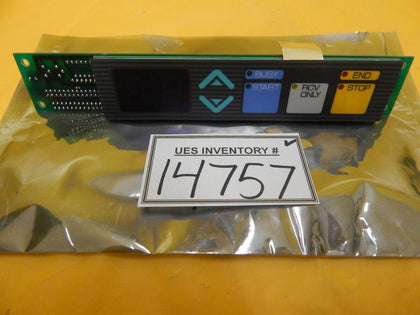 BUSY
END
START
RCV
ONLY
STOP
UES INVENTORY #
14757